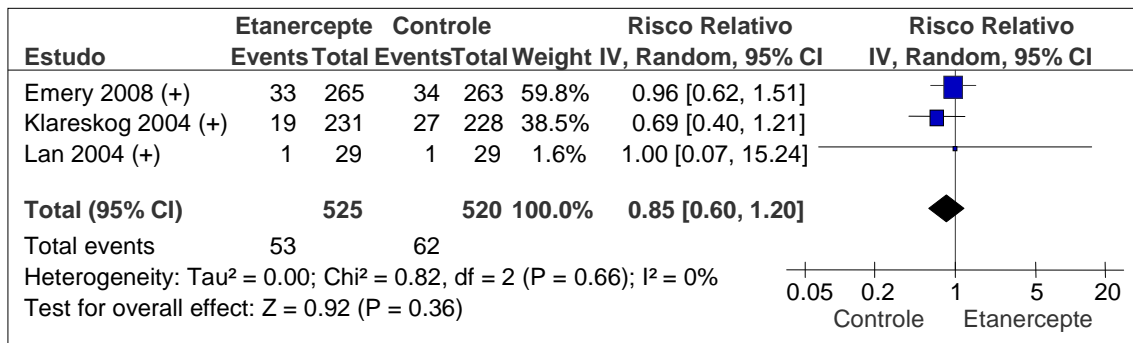 Etanercepte Controle Risco Relativo Risco Relativo
Estudo Events Total Events Total Weight IV, Random, 95% CI IV, Random, 95% CI
Emery 2008 (+) 33 265 34 263 59.8% 0.96 [0.62, 1.51]
Klareskog 2004 (+) 19 231 27 228 38.5% 0.69 [0.40, 1.21]
Lan 2004 (+) 1 29 1 29 1.6% 1.00 [0.07, 15.24]
Total (95% CI) 525 520 100.0% 0.85 [0.60, 1.20]
Total events 53 62
Heterogeneity: Tau² = 0.00; Chi² = 0.82, df = 2 (P = 0.66); I² = 0%
Test for overall effect: Z = 0.92 (P = 0.36)
0.05 0.2 1 5 20
Controle Etanercepte